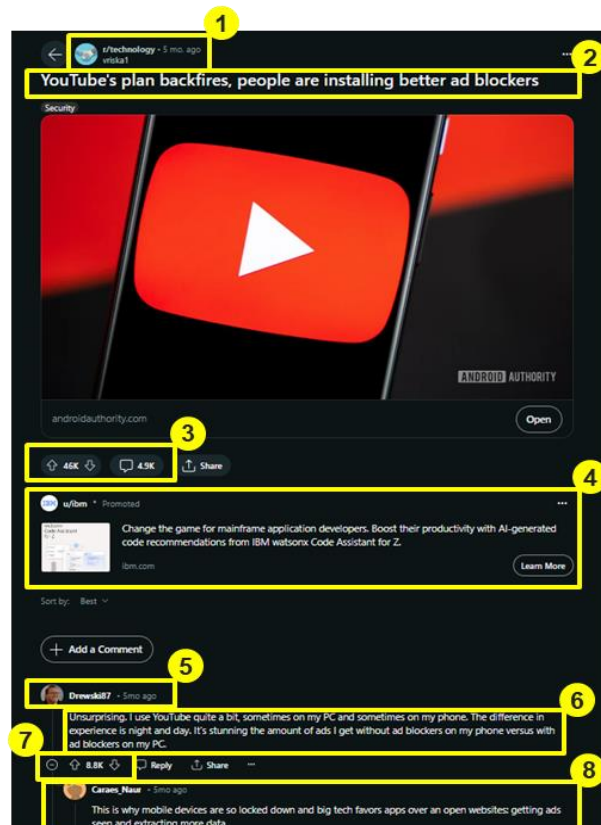 1
r/technology • 5 mo. ago
vriska1
2
YouTube's plan backfires, people are installing better ad blockers
Security
ANDROID AUTHORITY
androidauthority.com
Open
3
46K
4.9K
Share
4
u/ibm • Promoted
Change the game for mainframe application developers. Boost their productivity with AI-generated
code recommendations from IBM watsonx Code Assistant for Z.
ibm.com
Learn More
Sort by: Best
Add a Comment
5
Drewski87 • 5mo ago
6
Unsurprising. I use YouTube quite a bit, sometimes on my PC and sometimes on my phone. The difference in
experience is night and day. It's stunning the amount of ads I get without ad blockers on my phone versus with
ad blockers on my PC.
7
8.8K
Reply
Share
8
Caraes_Naur • 5mo ago
This is why mobile devices are so locked down and big tech favors apps over an open websites: getting ads
seen and extracting more data.